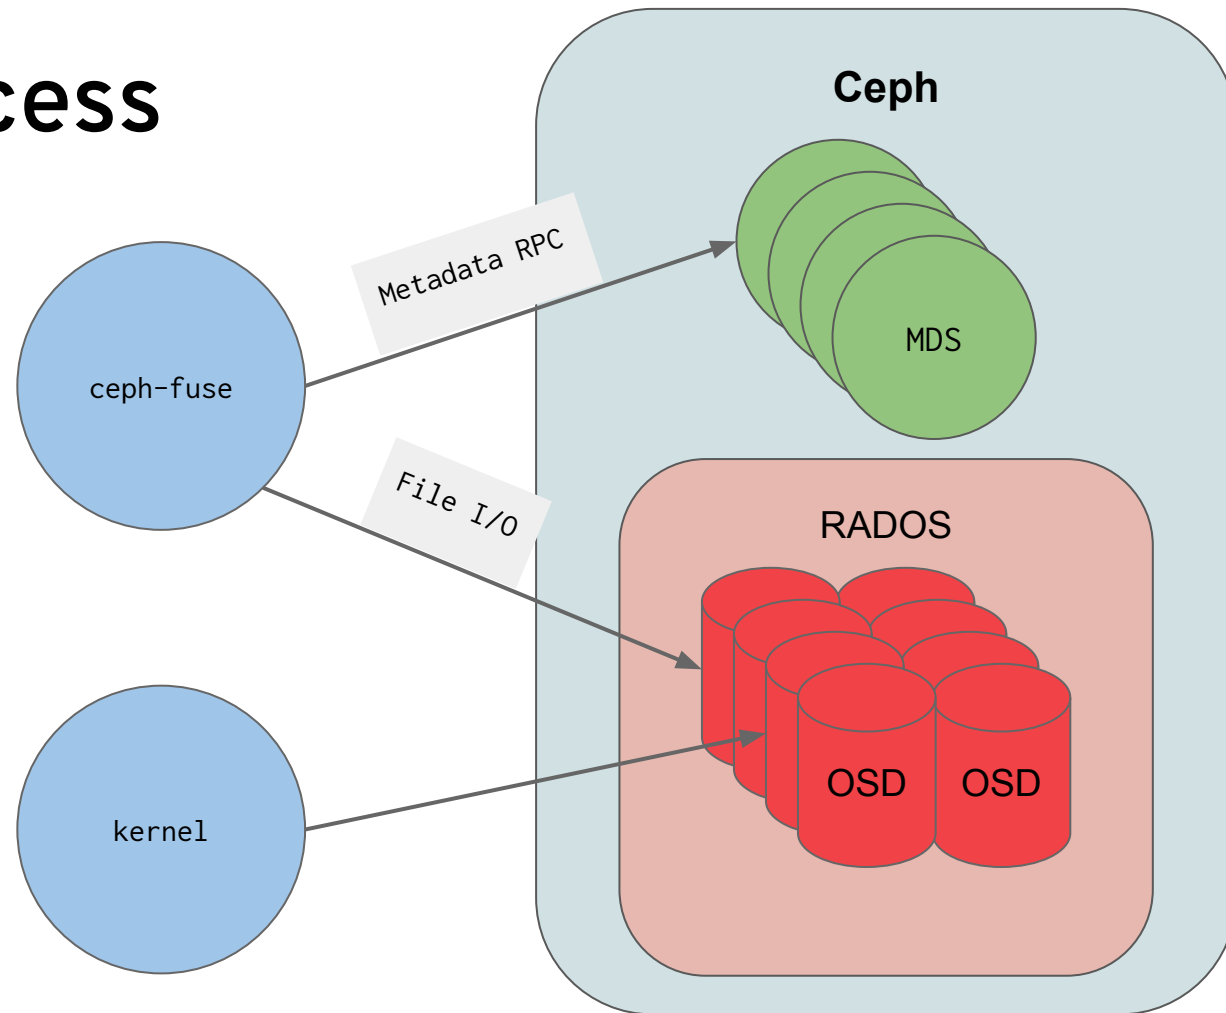 cess
Ceph
Metadata RPC
MDS
ceph-fuse
File I/O
RADOS
OSD OSD
kernel